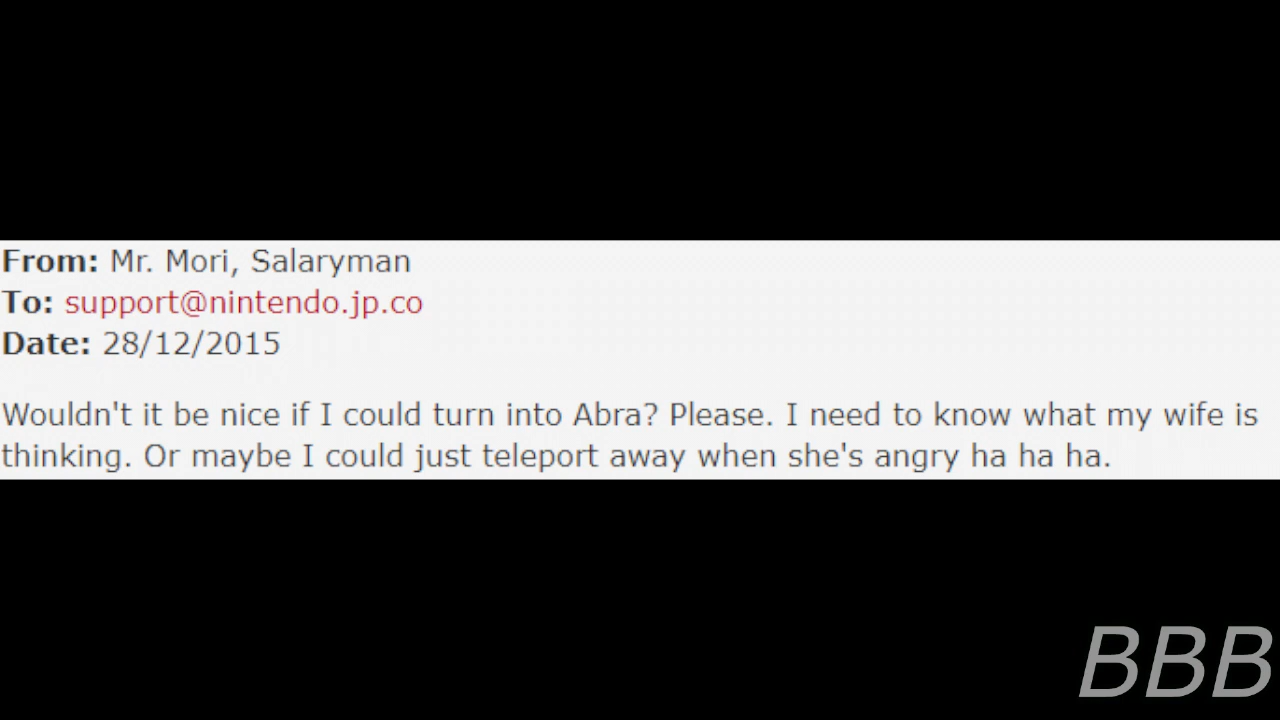 From: Mr. Mori, Salaryman
To: support@nintendo.jp.co
Date: 28/12/2015
Wouldn't it be nice if I could turn into Abra? Please. I need to know what my wife is
thinking. Or maybe I could just teleport away when she's angry ha ha ha.
BBB